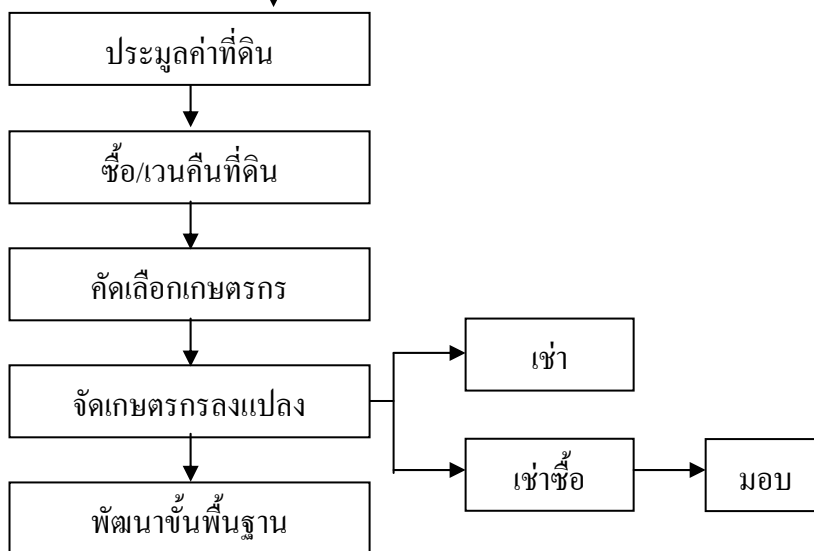 ประมูลค่าที่ดิน
ซื้อ/เวนคืนที่ดิน
คัดเลือกเกษตรกร
จัดเกษตรกรลงแปลง
เช่า
เช่าซื้อ
มอบ
พัฒนาขั้นพื้นฐาน